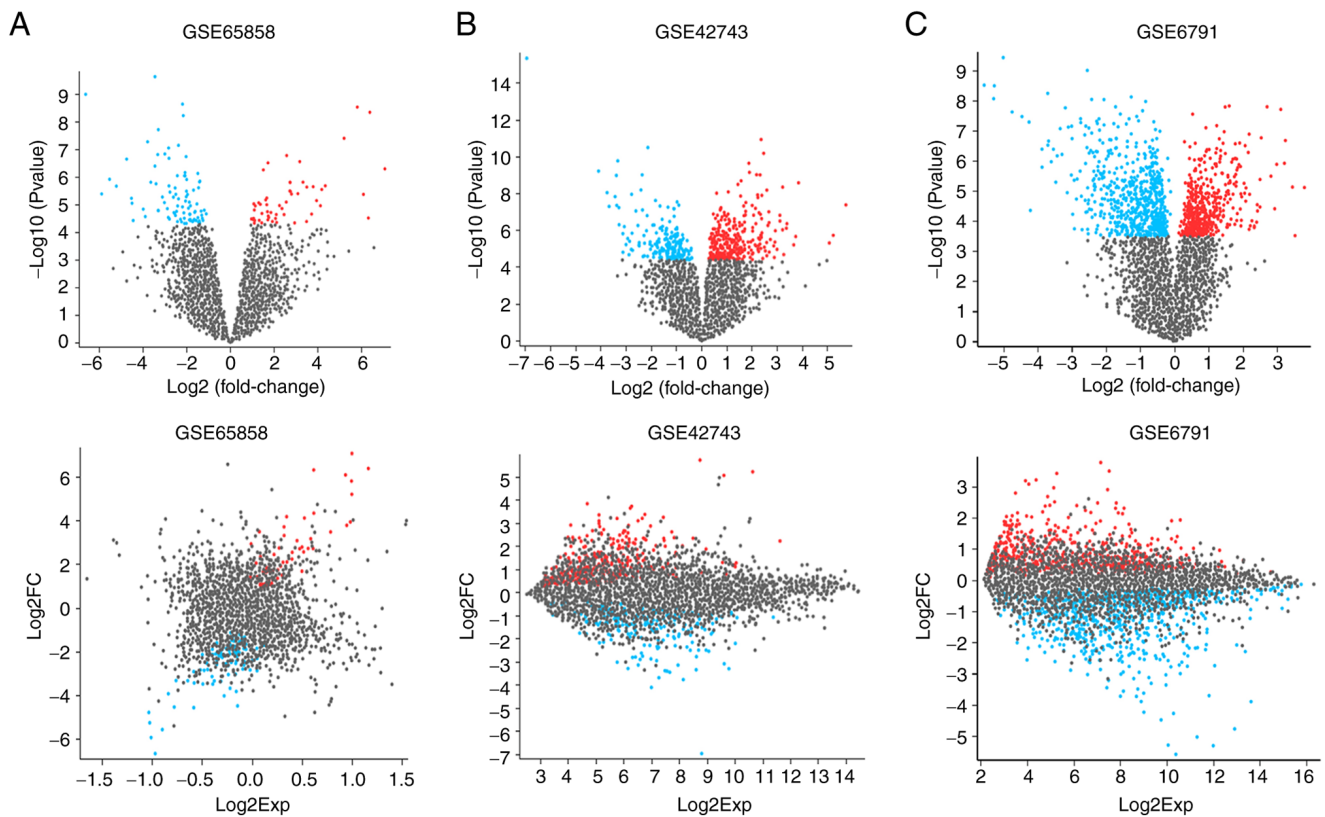 A
B
C
GSE65858
GSE42743
GSE6791
−Log10 (Pvalue)
9
8
7
6
5
4
3
2
1
0
−6 −4 −2 0 2 4 6
Log2 (fold-change)
−Log10 (Pvalue)
14
12
10
8
6
4
2
0
−7 −6 −5 −5 −3 −2 −1 0 1 2 3 4 5
Log2 (fold-change)
−Log10 (Pvalue)
9
8
7
6
5
4
3
2
1
0
−5 −4 −3 −2 −1 0 1 2 3
Log2 (fold-change)
GSE65858
GSE42743
GSE6791
Log2FC
6
4
2
0
−2
−4
−6
−1.5 −1.0 −0.5 0.0 0.5 1.0 1.5
Log2Exp
Log2FC
5
4
3
2
1
0
−1
−2
−3
−4
−5
−6
−7
3 4 5 6 7 8 9 10 11 12 13 14
Log2Exp
Log2FC
3
2
1
0
−1
−2
−3
−4
−5
2 4 6 8 10 12 14 16
Log2Exp